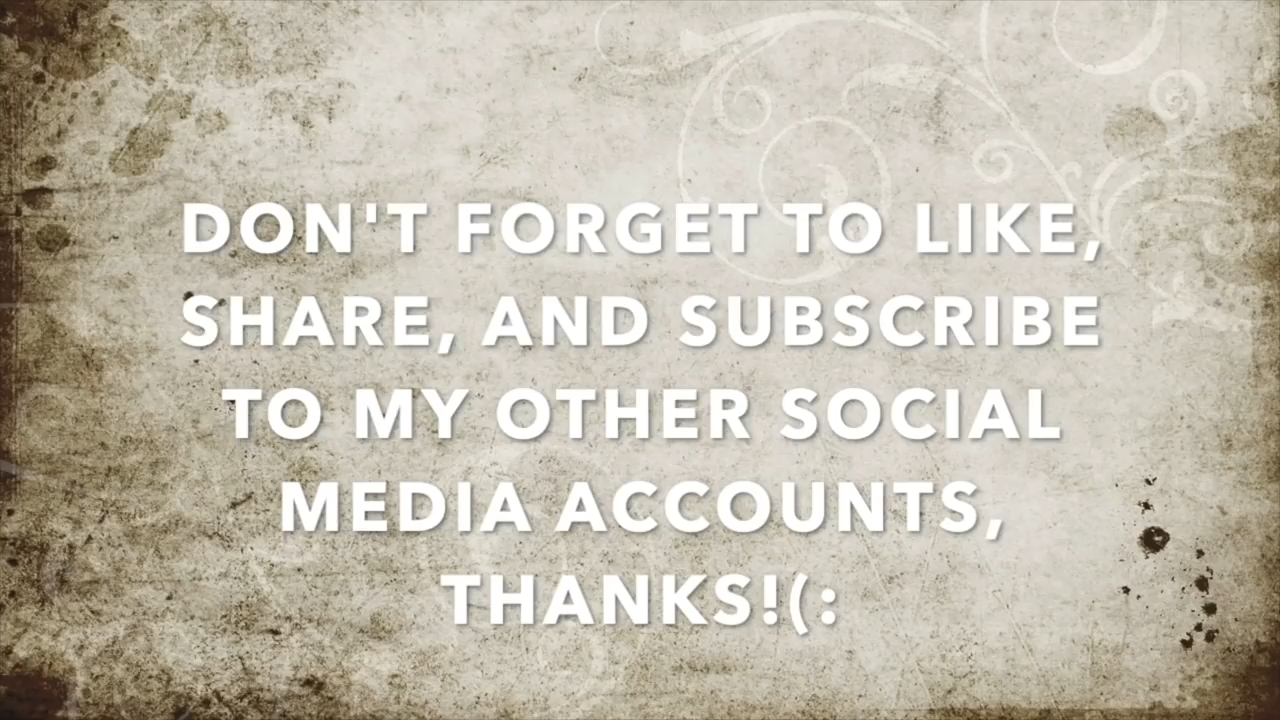 DON'T FORGET TO LIKE,
SHARE, AND SUBSCRIBE
TO MY OTHER SOCIAL
MEDIA ACCOUNTS,
THANKS!(: